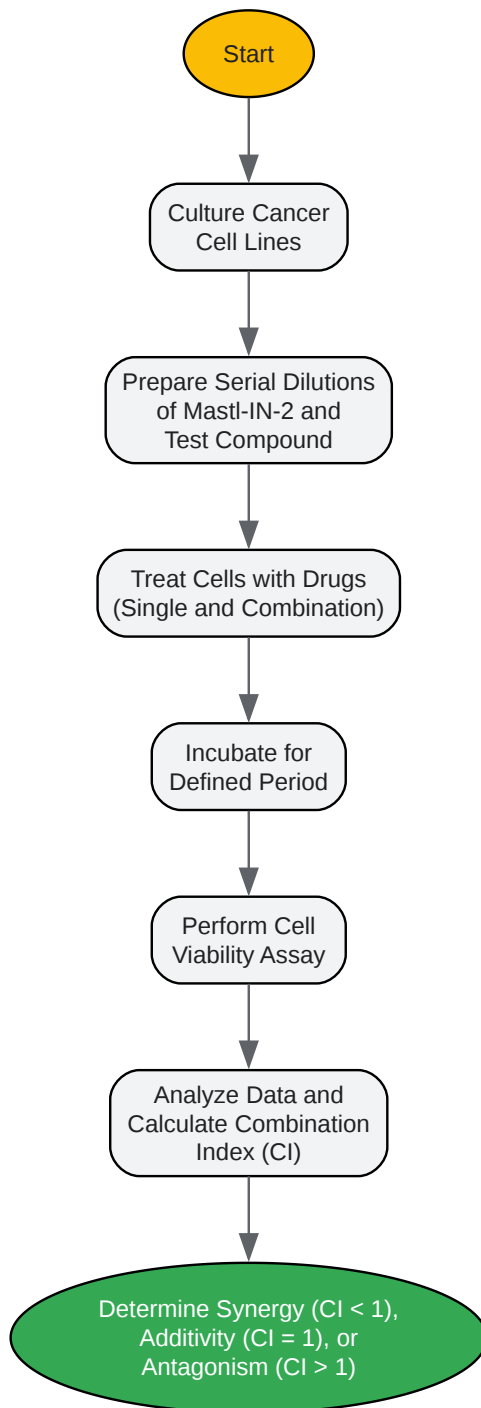 Start
Culture Cancer
Cell Lines
Prepare Serial Dilutions
of Mastl-IN-2 and
Test Compound
Treat Cells with Drugs
(Single and Combination)
Incubate for
Defined Period
Perform Cell
Viability Assay
Analyze Data and
Calculate Combination
Index (CI)
Determine Synergy (CI < 1),
Additivity (CI = 1), or
Antagonism (CI > 1)